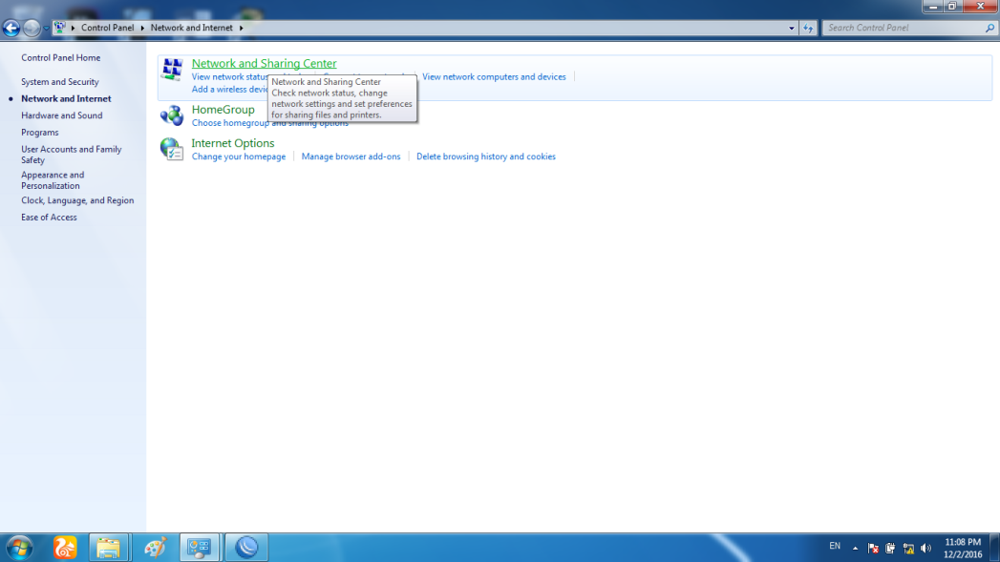 Control Panel ▸ Network and Internet ▸
Search Control Panel
Control Panel Home
System and Security
Network and Internet
Hardware and Sound
Programs
User Accounts and Family
Safety
Appearance and
Personalization
Clock, Language, and Region
Ease of Access
Network and Sharing Center
View network status
View network computers and devices
Add a wireless
Network and Sharing Center
Check network status, change
network settings and set preferences
for sharing files and printers.
HomeGroup
Choose homegroup and sharing options
Internet Options
Change your homepage | Manage browser add-ons | Delete browsing history and cookies
EN
11:08 PM
12/2/2016